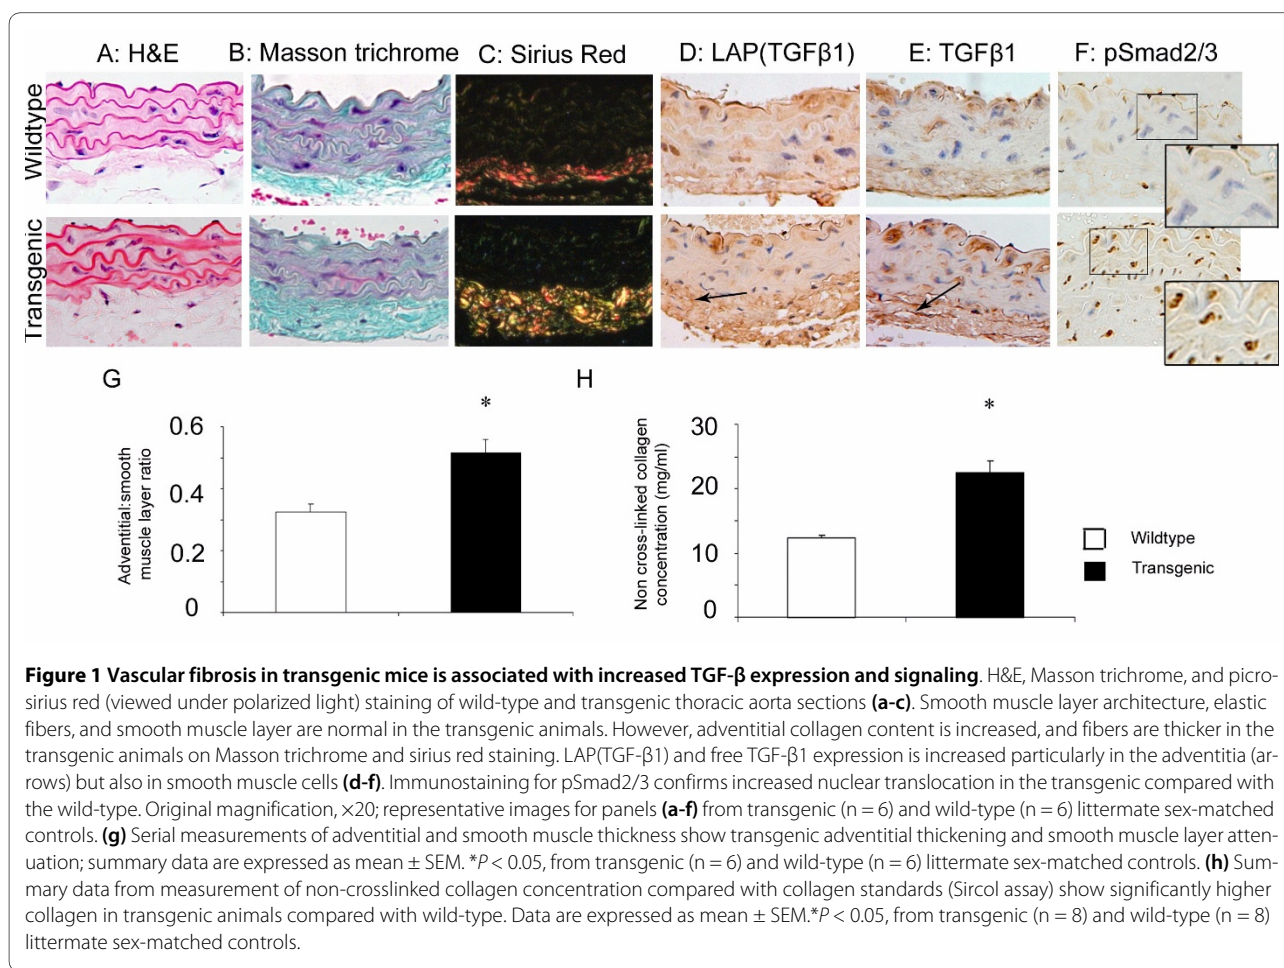 A: H&E
B: Masson trichrome
C: Sirius Red
D: LAP(TGFβ1)
E: TGFβ1
F: pSmad2/3
Wildtype
Transgenic
G
H
*
*
0.6
0.4
0.2
0
Adventitial:smooth
muscle layer ratio
30
20
10
0
Non cross-linked collagen
concentration (mg/ml)
Wildtype
Transgenic
Figure 1 Vascular fibrosis in transgenic mice is associated with increased TGF-β expression and signaling. H&E, Masson trichrome, and picro-
sirius red (viewed under polarized light) staining of wild-type and transgenic thoracic aorta sections (a-c). Smooth muscle layer architecture, elastic
fibers, and smooth muscle layer are normal in the transgenic animals. However, adventitial collagen content is increased, and fibers are thicker in the
transgenic animals on Masson trichrome and sirius red staining. LAP(TGF-β1) and free TGF-β1 expression is increased particularly in the adventitia (ar-
rows) but also in smooth muscle cells (d-f). Immunostaining for pSmad2/3 confirms increased nuclear translocation in the transgenic compared with
the wild-type. Original magnification, ×20; representative images for panels (a-f) from transgenic (n = 6) and wild-type (n = 6) littermate sex-matched
controls. (g) Serial measurements of adventitial and smooth muscle thickness show transgenic adventitial thickening and smooth muscle layer atten-
uation; summary data are expressed as mean ± SEM. *P < 0.05, from transgenic (n = 6) and wild-type (n = 6) littermate sex-matched controls. (h) Sum-
mary data from measurement of non-crosslinked collagen concentration compared with collagen standards (Sircol assay) show significantly higher
collagen in transgenic animals compared with wild-type. Data are expressed as mean ± SEM.*P < 0.05, from transgenic (n = 8) and wild-type (n = 8)
littermate sex-matched controls.